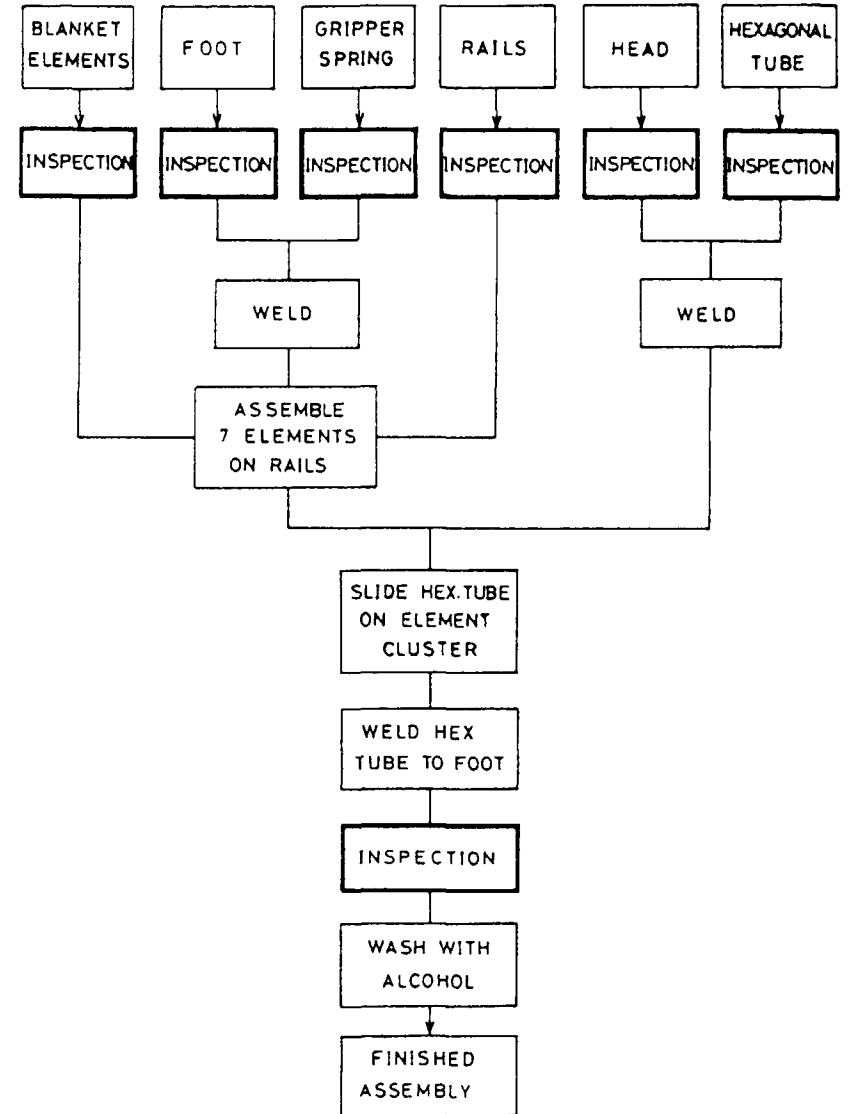 BLANKET
ELEMENTS
FOOT
GRIPPER
SPRING
RAILS
HEAD
HEXAGONAL
TUBE
INSPECTION
INSPECTION
INSPECTION
INSPECTION
INSPECTION
INSPECTION
WELD
WELD
ASSEMBLE
7 ELEMENTS
ON RAILS
SLIDE HEX.TUBE
ON ELEMENT
CLUSTER
WELD HEX
TUBE TO FOOT
INSPECTION
WASH WITH
ALCOHOL
FINISHED
ASSEMBLY